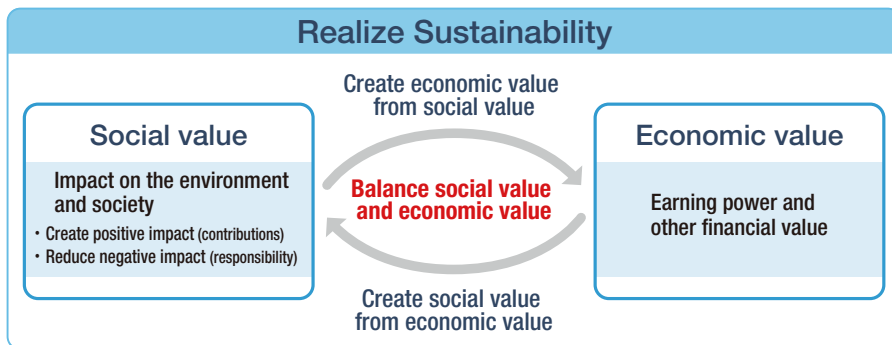 Realize Sustainability
Create economic value
from social value
Social value
Impact on the environment
and society
・Create positive impact (contributions)
・Reduce negative impact (responsibility)
Balance social value
and economic value
Economic value
Earning power and
other financial value
Create social value
from economic value